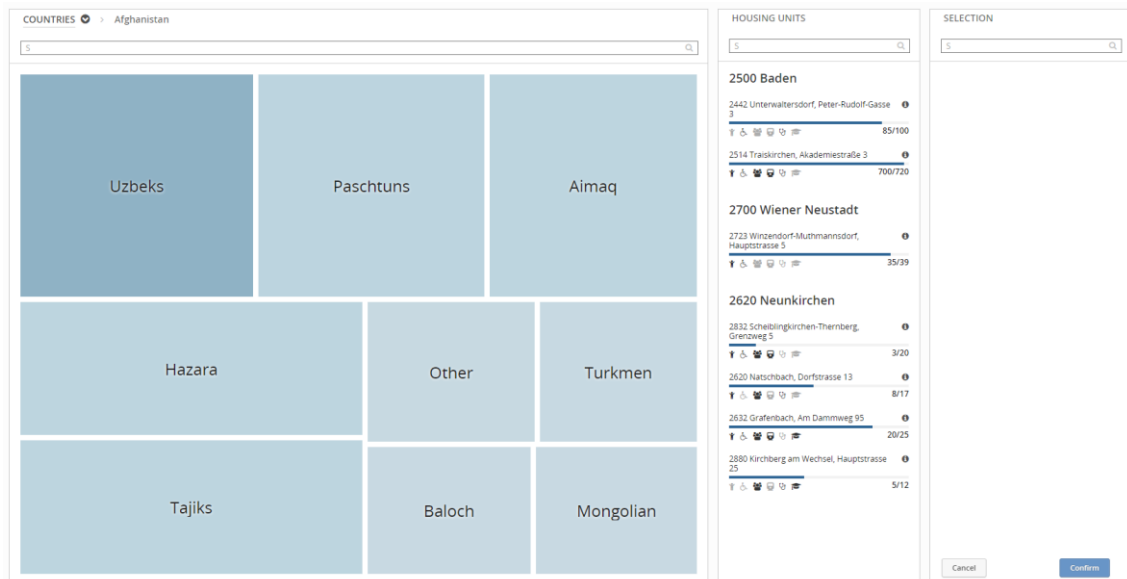 COUNTRIES > Afghanistan
S
Uzbeks
Paschtuns
Aimaq
Hazara
Other
Turkmen
Tajiks
Baloch
Mongolian
HOUSING UNITS
S
2500 Baden
2442 Unterwaltersdorf, Peter-Rudolf-Gasse
3
85/100
2514 Traiskirchen, Akademiestraße 3
700/720
2700 Wiener Neustadt
2723 Winzendorf-Muthmannsdorf,
Hauptstrasse 5
35/39
2620 Neunkirchen
2832 Scheiblingkirchen-Thernberg,
Grenzweg 5
3/20
2620 Natschbach, Dorfstrasse 13
8/17
2632 Grafenbach, Am Dammweg 95
20/25
2880 Kirchberg am Wechsel, Hauptstrasse
25
5/12
SELECTION
S
Cancel
Confirm